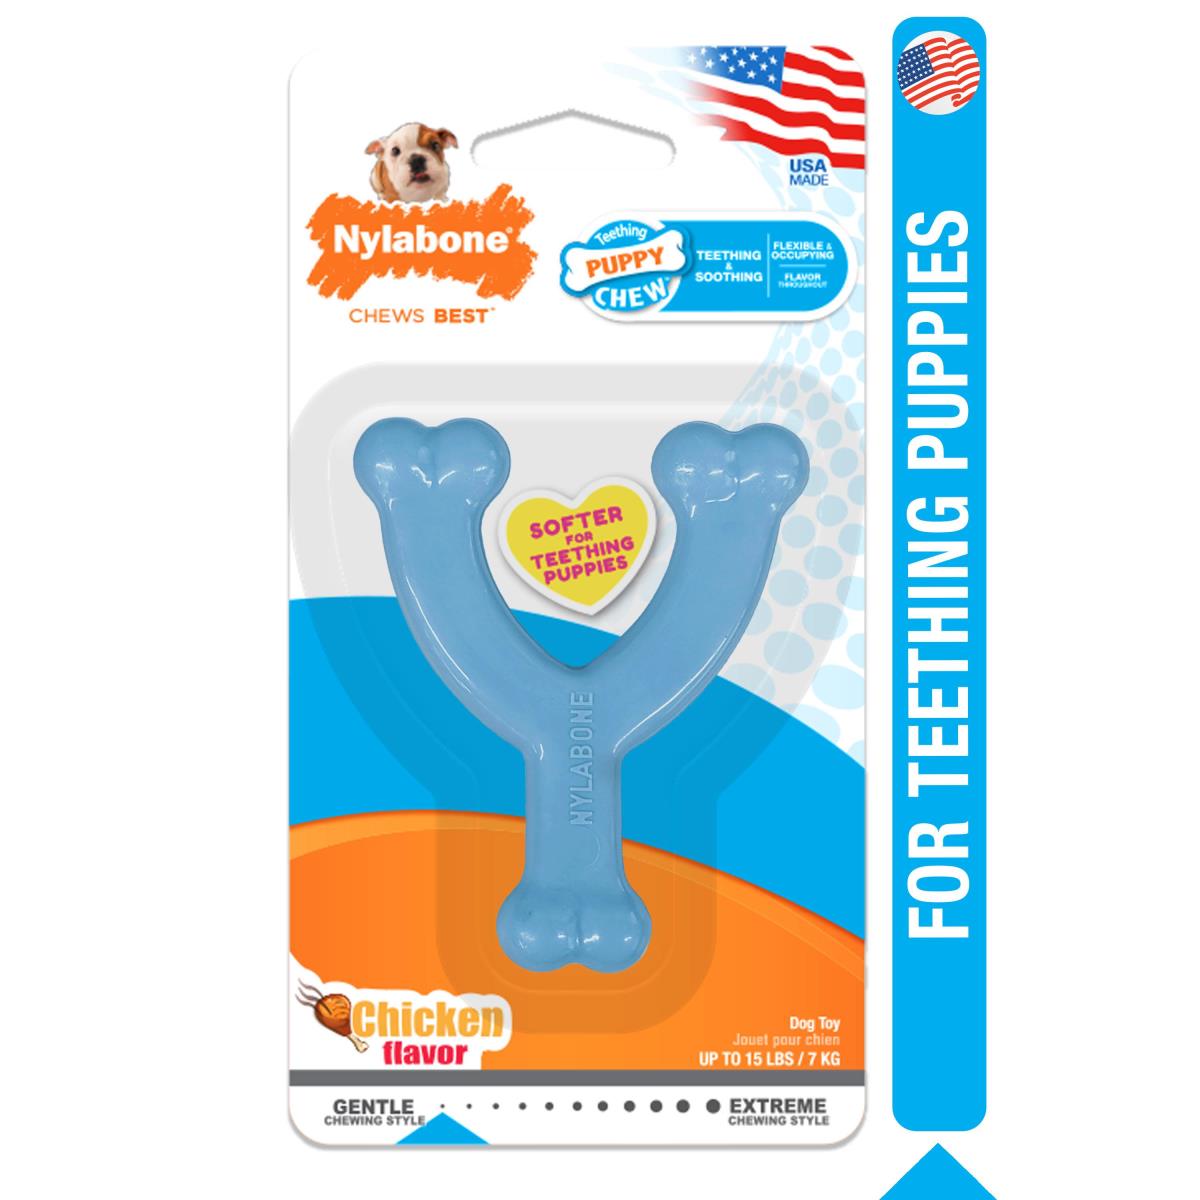 USA
MADE
Nylabone®
CHEWS BEST™
Teething
PUPPY
CHEW™
TEETHING
&
SOOTHING
FLEXIBLE &
OCCUPYING
FLAVOR
THROUGHOUT
SOFTER
FOR
TEETHING
PUPPIES
NYLABONE
Chicken
flavor
Dog Toy
Jouet pour chien
UP TO 15 LBS / 7 KG
GENTLE
CHEWING STYLE
EXTREME
CHEWING STYLE
FOR TEETHING PUPPIES